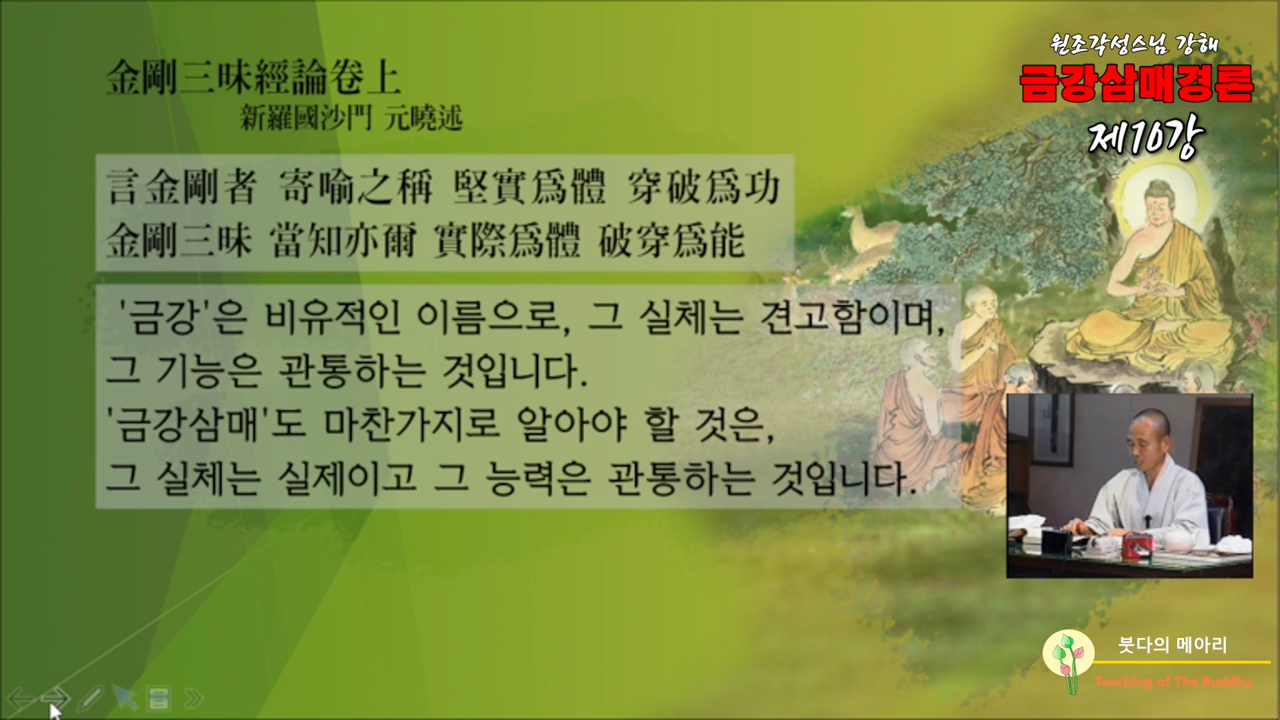 金剛三昧經論卷上
新羅國沙門 元曉述
言金剛者 寄喩之稱 堅實爲體 穿破爲功
金剛三昧 當知亦爾 實際爲體 破穿爲能
'금강'은 비유적인 이름으로, 그 실체는 견고함이며,
그 기능은 관통하는 것입니다.
'금강삼매'도 마찬가지로 알아야 할 것은,
그 실체는 실제이고 그 능력은 관통하는 것입니다.
원조각성스님 강해
금강삼매경론
제10강
붓다의 메아리
Teaching of The Buddha